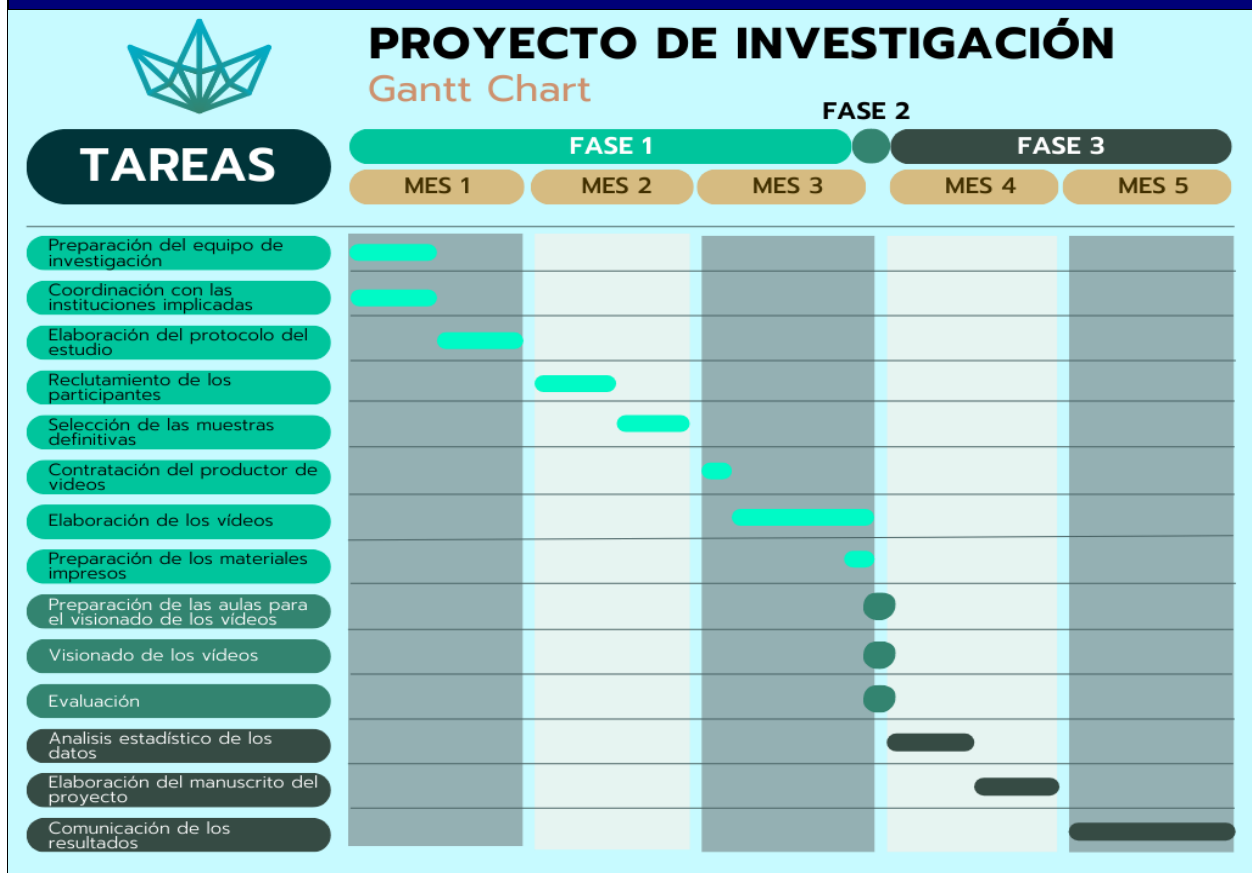 PROYECTO DE INVESTIGACIÓN
Gantt Chart
FASE 2
TAREAS
FASE 1
FASE 3
MES 1
MES 2
MES 3
MES 4
MES 5
Preparación del equipo de
investigación
Coordinación con las
instituciones implicadas
Elaboración del protocolo del
estudio
Reclutamiento de los
participantes
Selección de las muestras
definitivas
Contratación del productor de
videos
Elaboración de los vídeos
Preparación de los materiales
impresos
Preparación de las aulas para
el visionado de los vídeos
Visionado de los vídeos
Evaluación
Analisis estadístico de los
datos
Elaboración del manuscrito del
proyecto
Comunicación de los
resultados